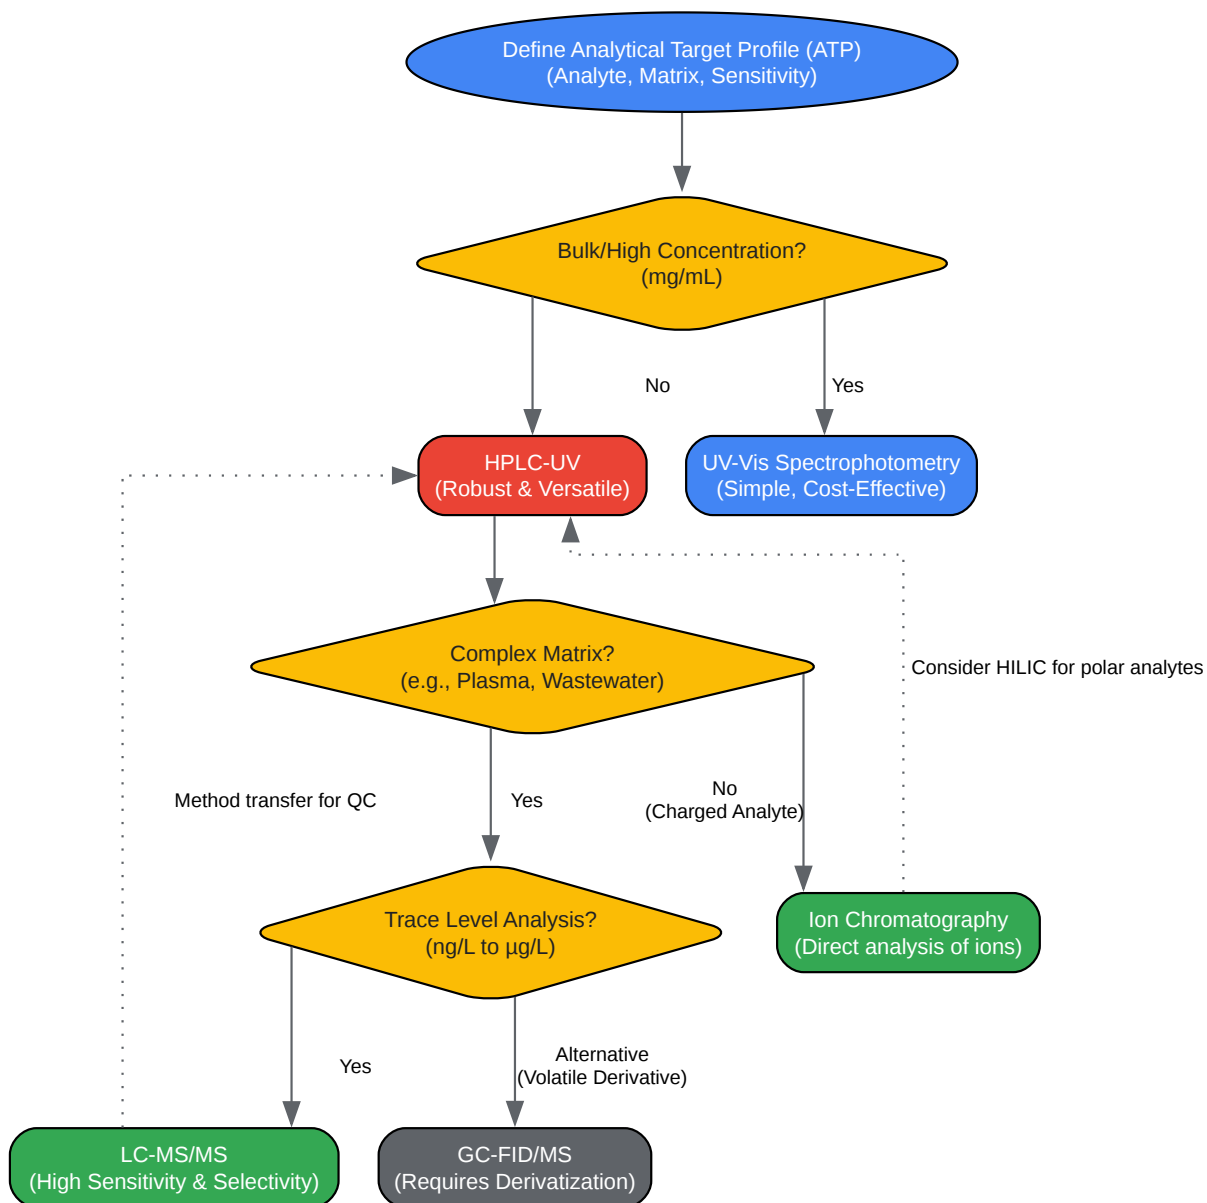 Define Analytical Target Profile (ATP)
(Analyte, Matrix, Sensitivity)
Bulk/High Concentration?
(mg/mL)
No
Yes
HPLC-UV
(Robust & Versatile)
UV-Vis Spectrophotometry
(Simple, Cost-Effective)
Complex Matrix?
(e.g., Plasma, Wastewater)
Consider HILIC for polar analytes
Method transfer for QC
Yes
No
(Charged Analyte)
Trace Level Analysis?
(ng/L to µg/L)
Ion Chromatography
(Direct analysis of ions)
Yes
Alternative
(Volatile Derivative)
LC-MS/MS
(High Sensitivity & Selectivity)
GC-FID/MS
(Requires Derivatization)